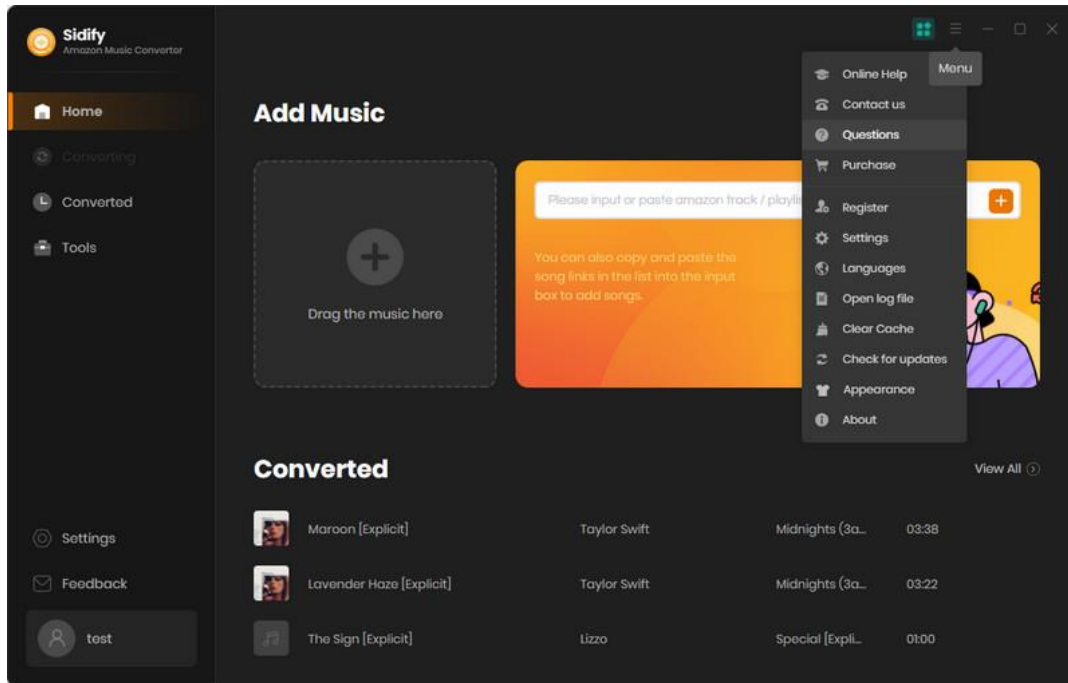 Sidify
Amazon Music Converter
Home
Converting
Converted
Tools
Settings
Feedback
test
Menu
Online Help
Contact us
Questions
Purchase
Register
Settings
Languages
Open log file
Clear Cache
Check for updates
Appearance
About
Add Music
Drag the music here
Please input or paste amazon track / playli
You can also copy and paste the
song links in the list into the input
box to add songs.
Converted
View All
Maroon [Explicit] Taylor Swift Midnights (3a... 03:38
Lavender Haze [Explicit] Taylor Swift Midnights (3a... 03:22
The Sign [Explicit] Lizzo Special [Expli... 01:00